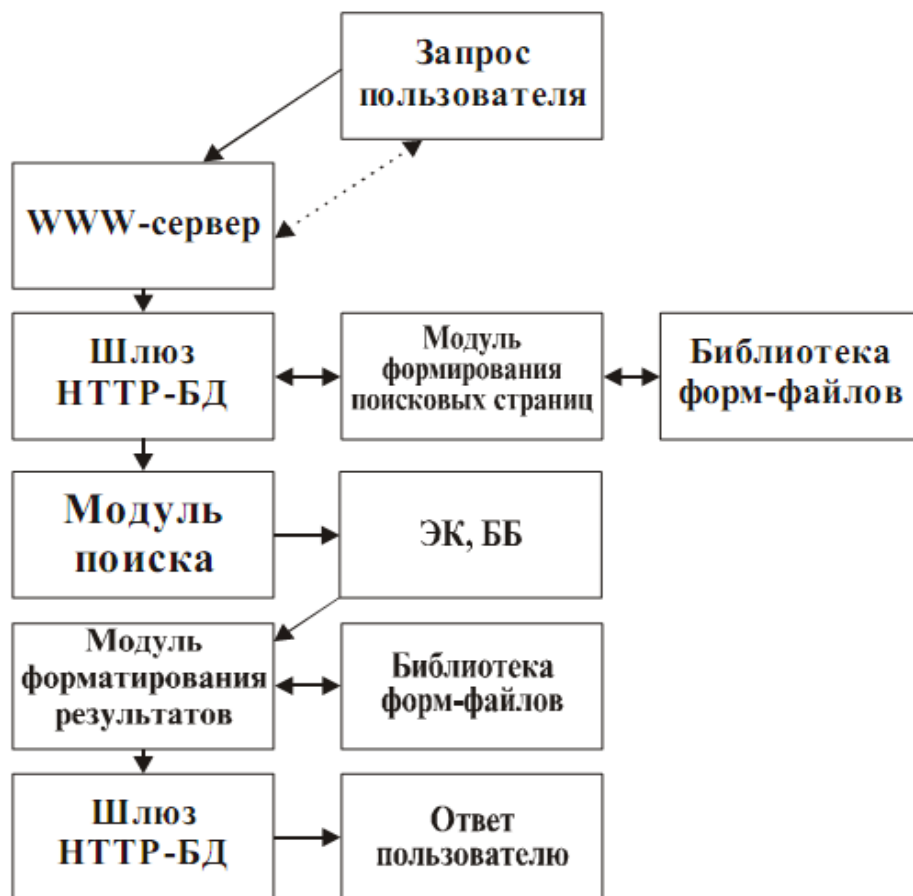 Запрос
пользователя
WWW-сервер
Шлюз
HTTP-БД
Модуль
формирования
поисковых страниц
Библиотека
форм-файлов
Модуль
поиска
ЭК, ББ
Модуль
форматирования
результатов
Библиотека
форм-файлов
Шлюз
HTTP-БД
Ответ
пользователю